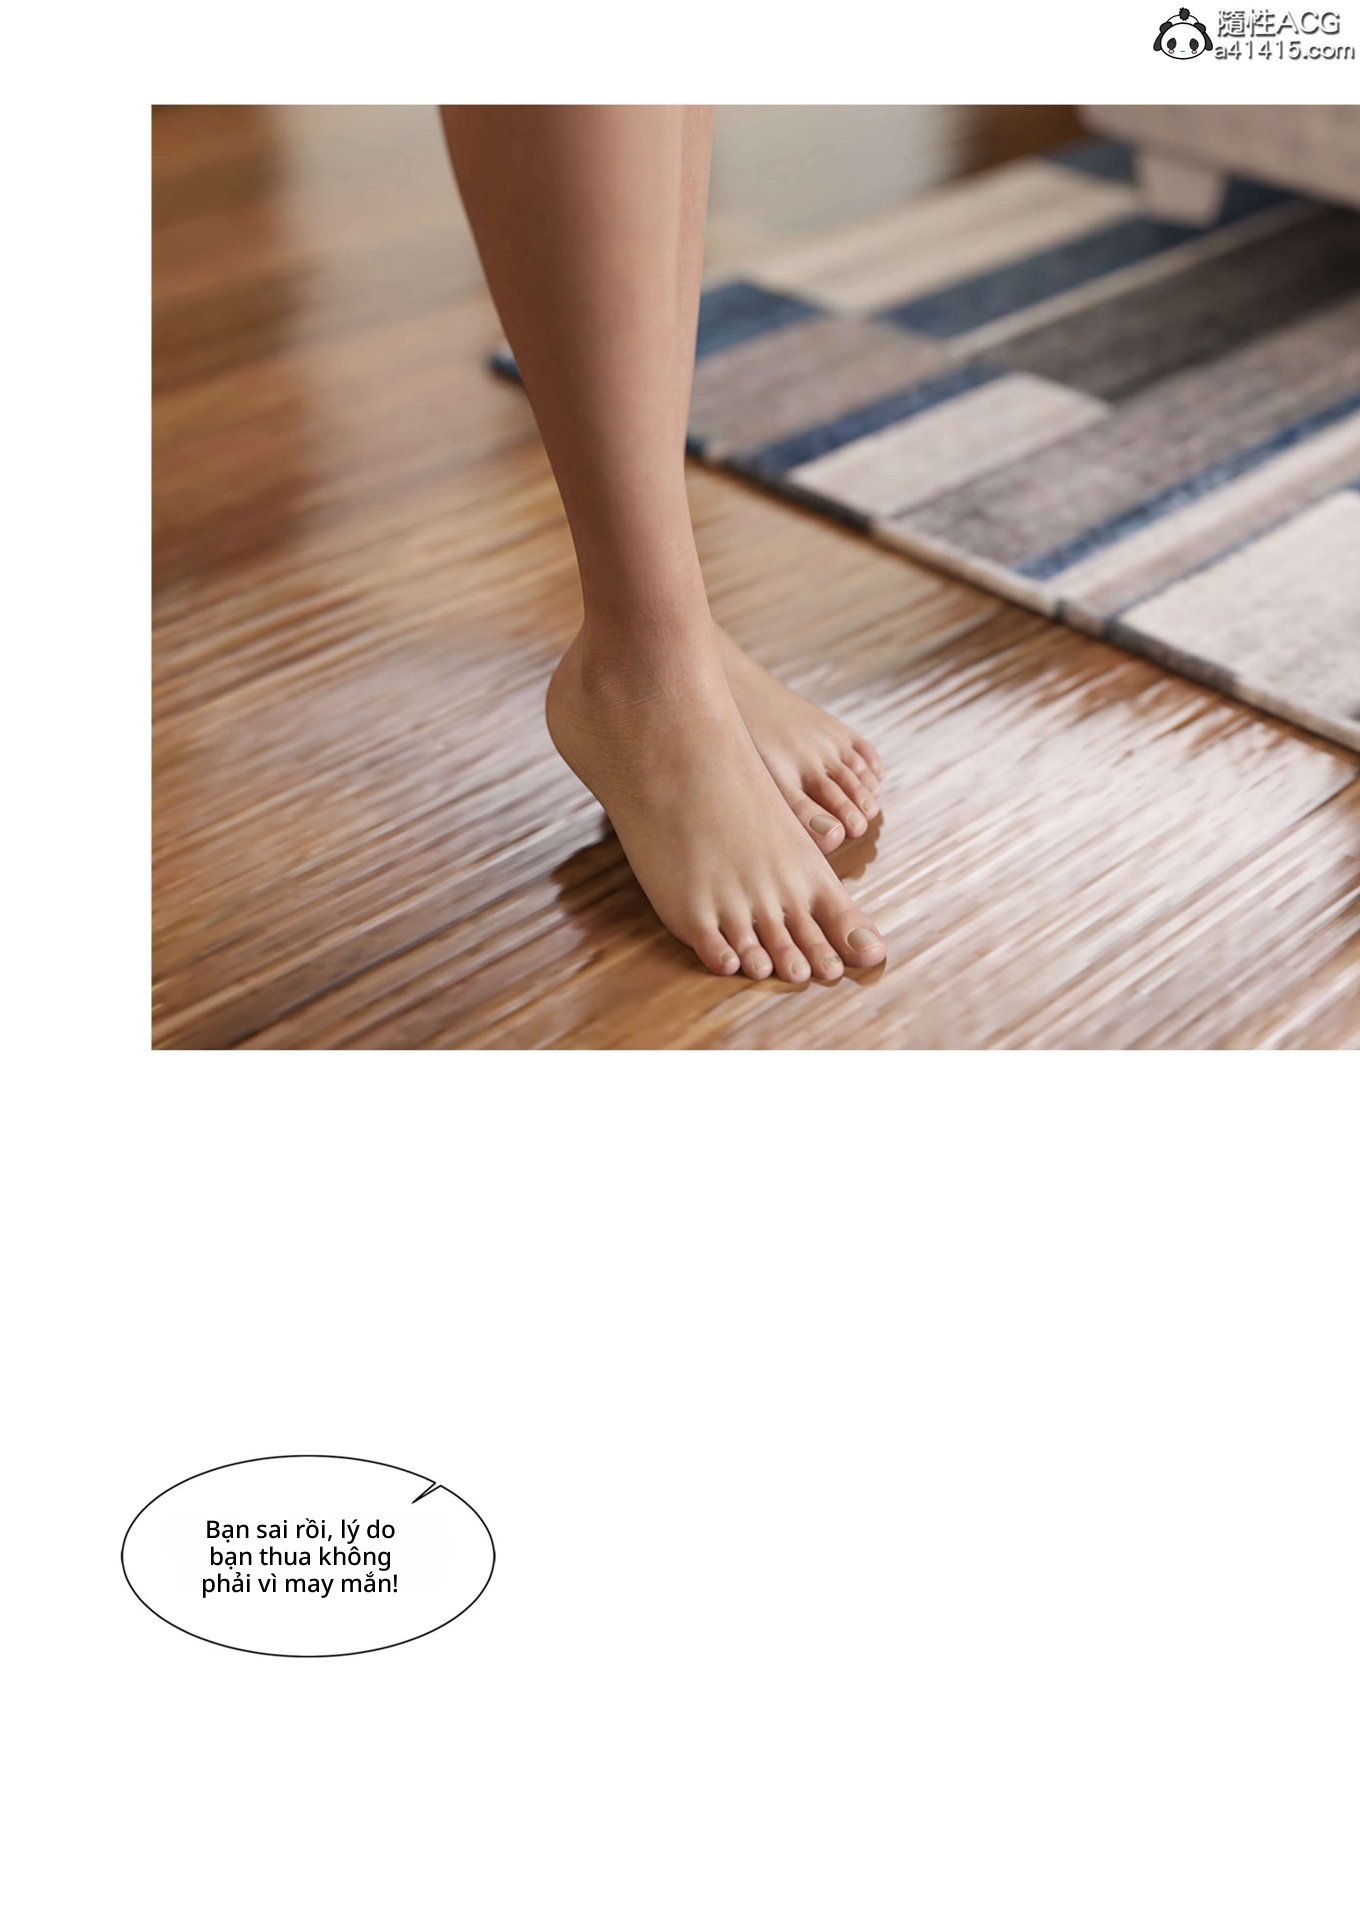 隨性ACG
a41415.com
Bạn sai rồi, lý do
bạn thua không
phải vì may mắn!